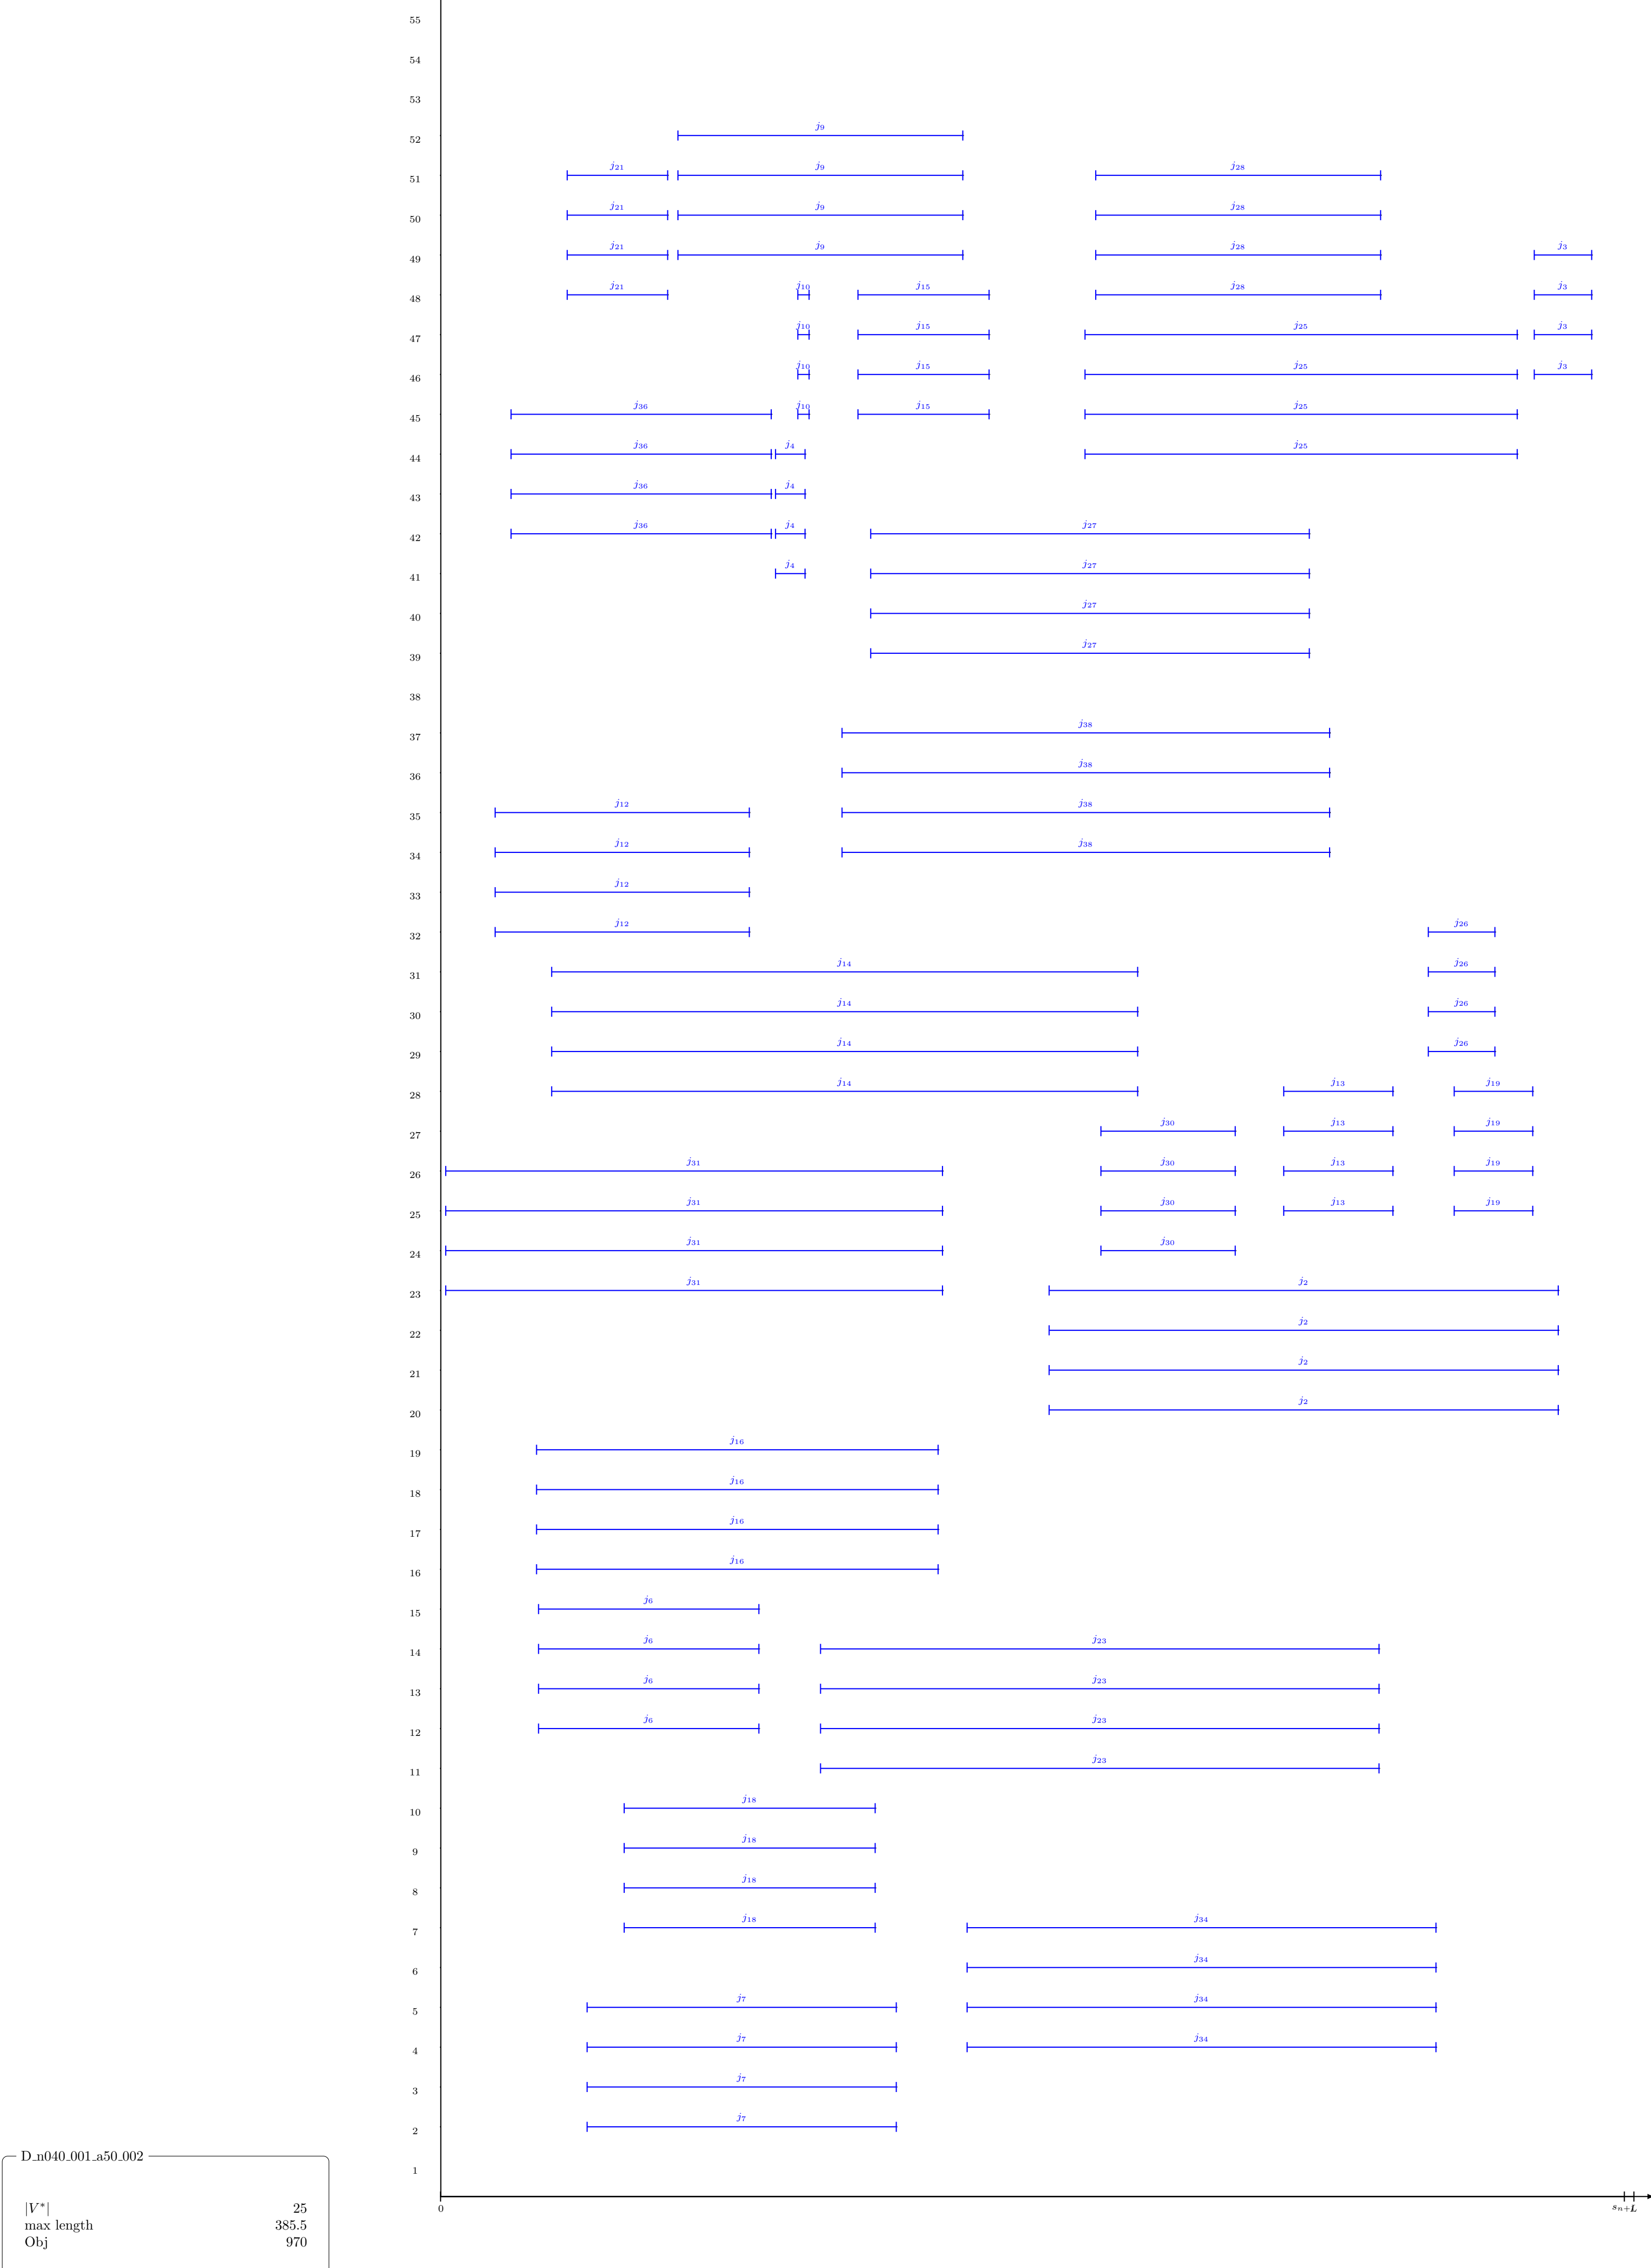 55
54
53
j9
52
j21 j9 j28
51
j21 j9 j28
50
j21 j9 j28 j3
49
j21 j10 j15 j28 j3
48
j10 j15 j25 j3
47
j10 j15 j25 j3
46
j36 j10 j15 j25
45
j36 j4 j25
44
j36 j4
43
j36 j4 j27
42
j4 j27
41
j27
40
j27
39
38
j38
37
j38
36
j12 j38
35
j12 j38
34
j12
33
j12 j26
32
j14 j26
31
j14 j26
30
j14 j26
29
j14 j13 j19
28
j30 j13 j19
27
j31 j30 j13 j19
26
j31 j30 j13 j19
25
j31 j30
24
j31 j2
23
j2
22
j2
21
j2
20
j16
19
j16
18
j16
17
j16
16
j6
15
j6 j23
14
j6 j23
13
j6 j23
12
j23
11
j18
10
j18
9
j18
8
j18 j34
7
j34
6
j7 j34
5
j7 j34
4
j7
3
j7
2
D_n040_001_a50_002
1
0 sn+L
|V*| 25
max length 385.5
Obj 970